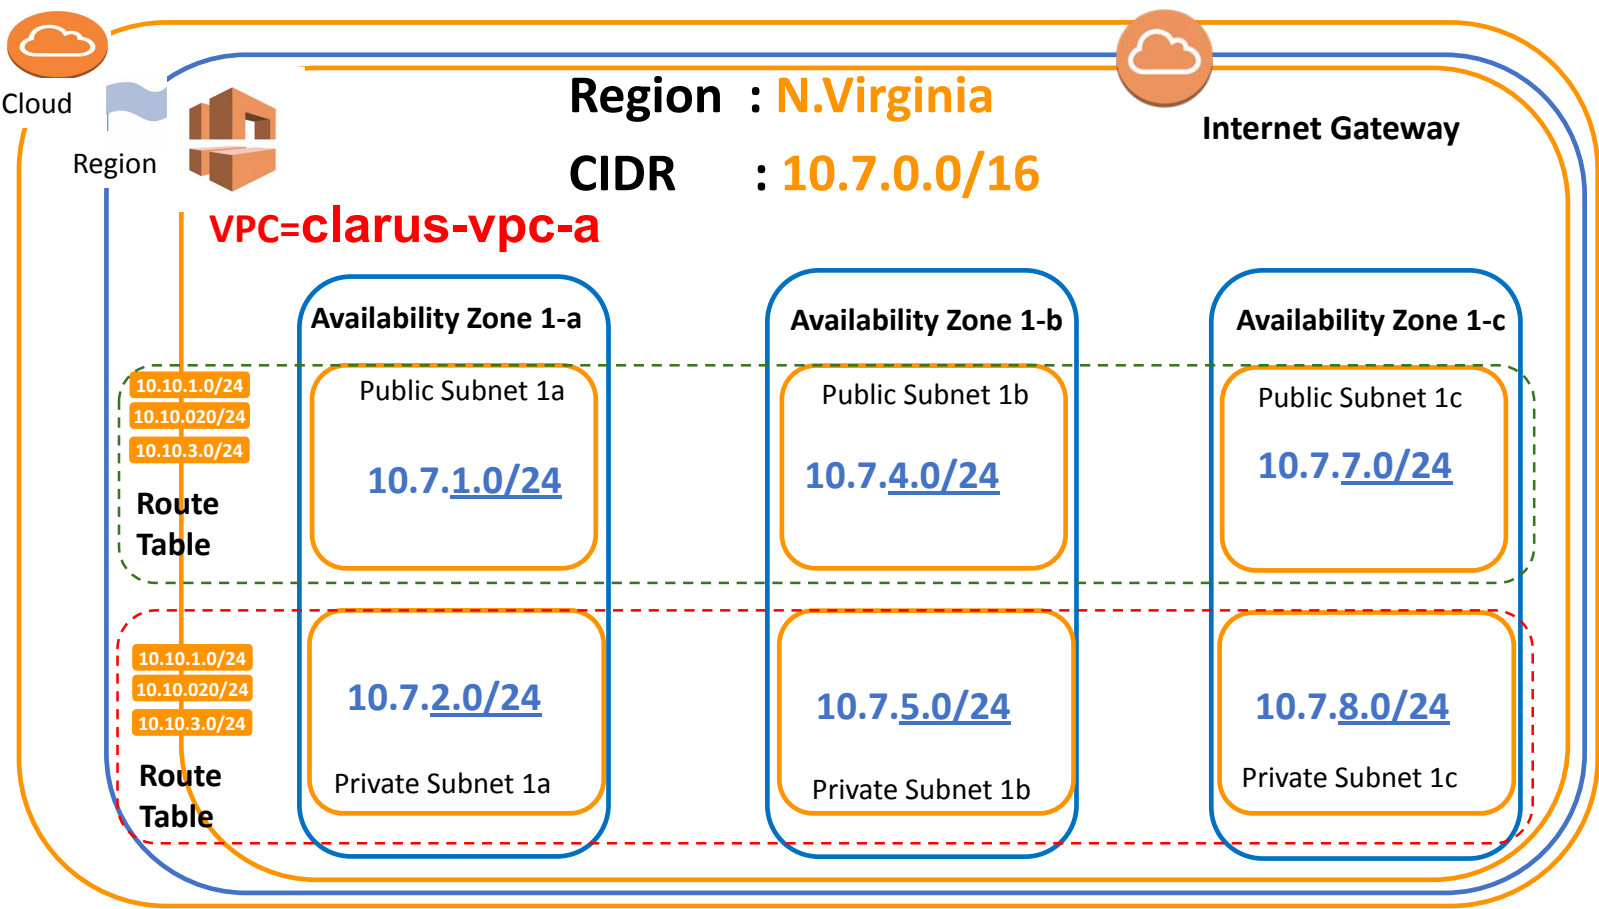 Cloud
Region
Region : N.Virginia
CIDR : 10.7.0.0/16
Internet Gateway
VPC=clarus-vpc-a
Availability Zone 1-a
Availability Zone 1-b
Availability Zone 1-c
10.10.1.0/24
10.10.020/24
10.10.3.0/24
Route
Table
Public Subnet 1a
10.7.1.0/24
Public Subnet 1b
10.7.4.0/24
Public Subnet 1c
10.7.7.0/24
10.10.1.0/24
10.10.020/24
10.10.3.0/24
Route
Table
10.7.2.0/24
Private Subnet 1a
10.7.5.0/24
Private Subnet 1b
10.7.8.0/24
Private Subnet 1c